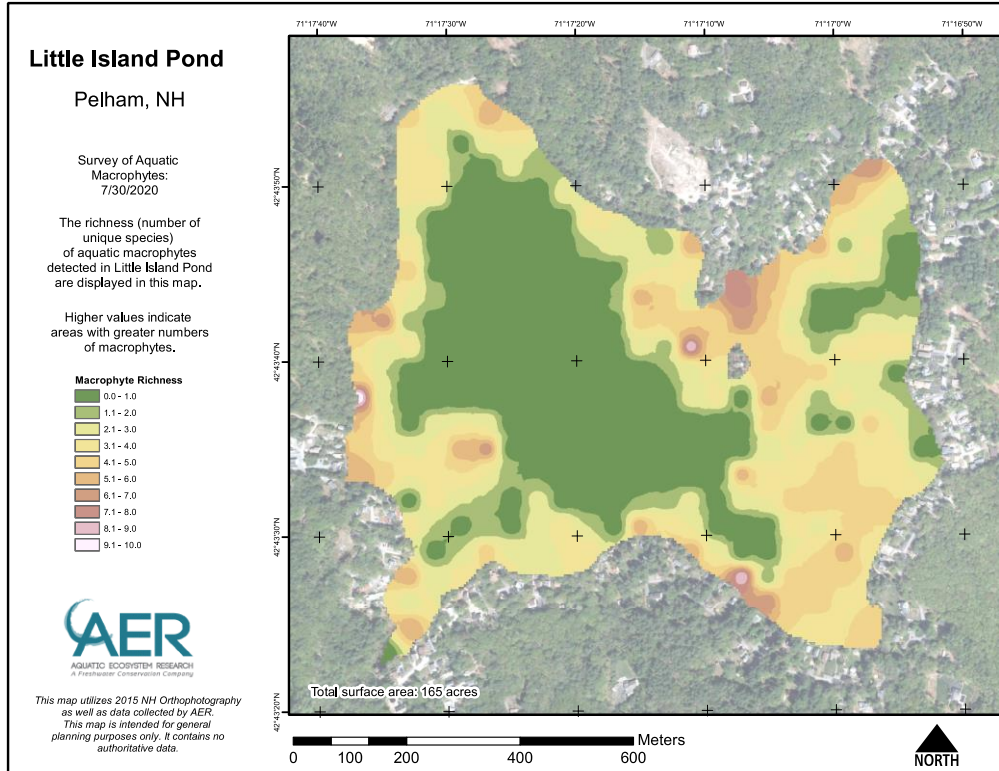 Little Island Pond
Pelham, NH
Survey of Aquatic
Macrophytes:
7/30/2020
The richness (number of
unique species)
of aquatic macrophytes
detected in Little Island Pond
are displayed in this map.
Higher values indicate
areas with greater numbers
of macrophytes.
Macrophyte Richness
0.0 - 1.0
1.1 - 2.0
2.1 - 3.0
3.1 - 4.0
4.1 - 5.0
5.1 - 6.0
6.1 - 7.0
7.1 - 8.0
8.1 - 9.0
9.1 - 10.0
AER
AQUATIC ECOSYSTEM RESEARCH
A Freshwater Conservation Company
This map utilizes 2015 NH Orthophotography
as well as data collected by AER.
This map is intended for general
planning purposes only. It contains no
authoritative data.
71°17'40"W 71°17'30"W 71°17'20"W 71°17'10"W 71°17'0"W 71°16'50"W
42°43'50"N
42°43'40"N
42°43'30"N
42°43'20"N
Total surface area: 165 acres
Meters
0 100 200 400 600
NORTH